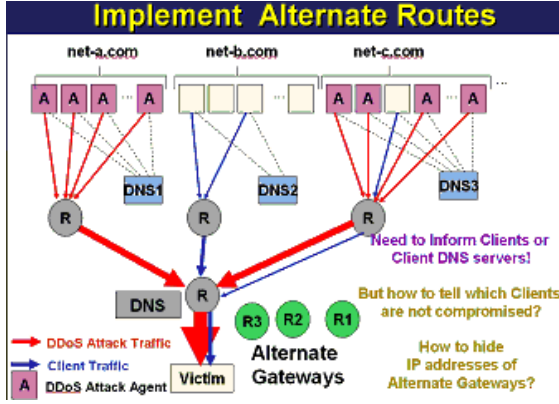 Implement Alternate Routes
net-a.com net-b.com net-c.com
... ...
A A A ... A ... A A A A
DNS1 DNS2 DNS3
R R R
Need to Inform Clients or
Client DNS servers!
DNS R
But how to tell which Clients
are not compromised?
R3 R2 R1
DDoS Attack Traffic
Client Traffic
A DDoS Attack Agent
Victim
Alternate
Gateways
How to hide
IP addresses of
Alternate Gateways?